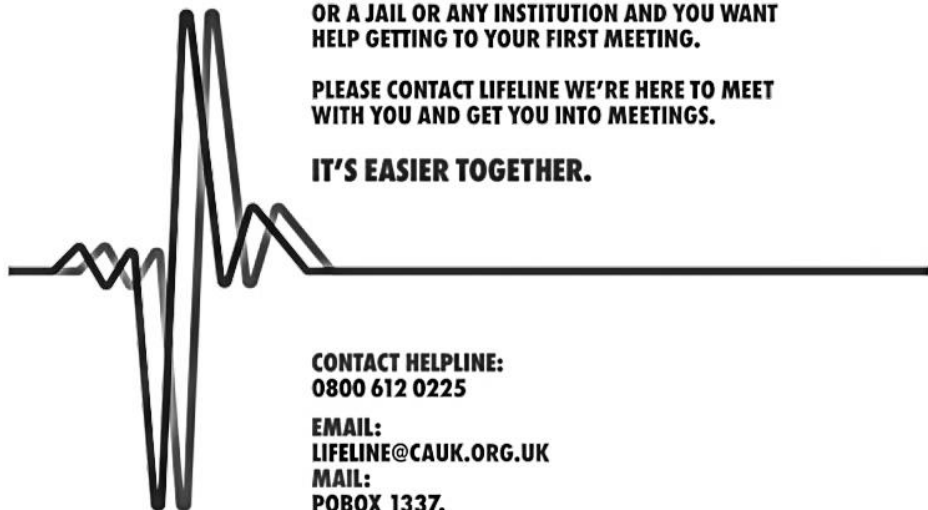 OR A JAIL OR ANY INSTITUTION AND YOU WANT
HELP GETTING TO YOUR FIRST MEETING.
PLEASE CONTACT LIFELINE WE'RE HERE TO MEET
WITH YOU AND GET YOU INTO MEETINGS.
IT'S EASIER TOGETHER.
CONTACT HELPLINE:
0800 612 0225
EMAIL:
LIFELINE@CAUK.ORG.UK
MAIL:
POBOX 1337.